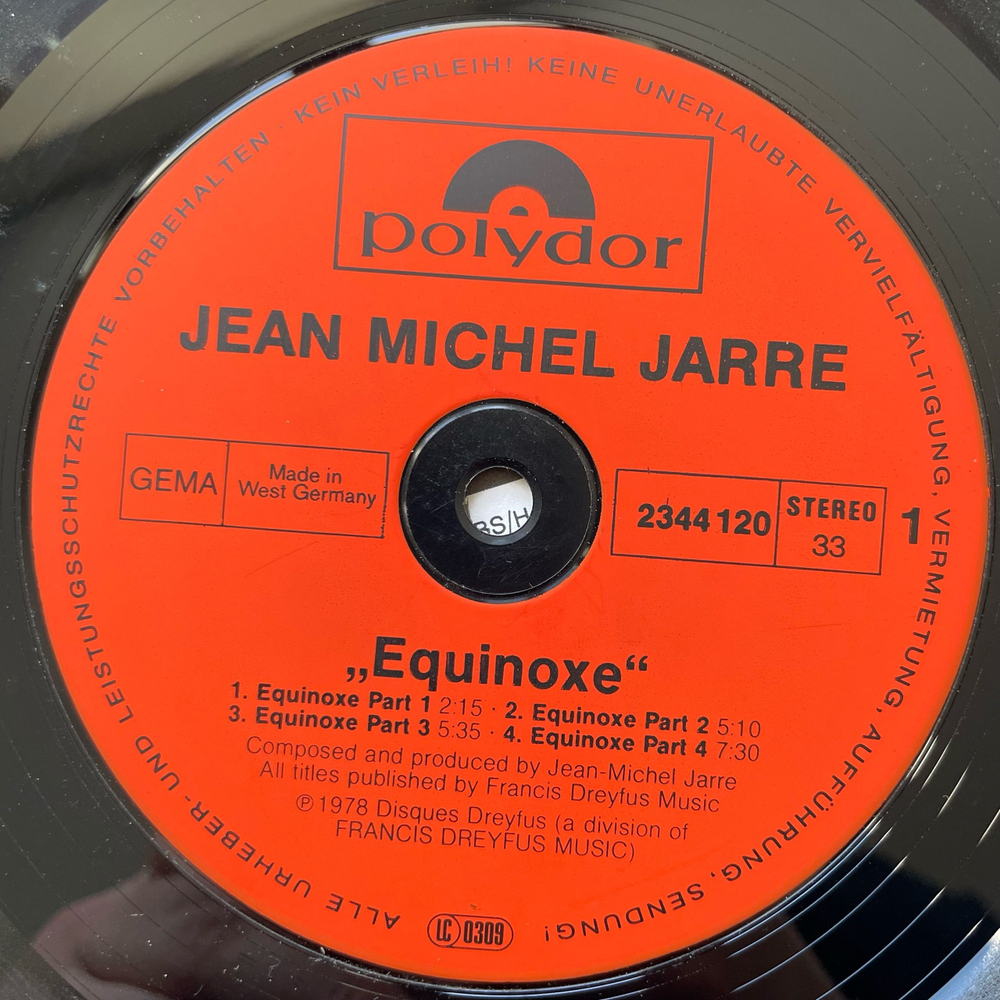 ALLE URHEBER- UND LEISTUNGSSCHUTZRECHTE VORBEHALTEN · KEIN VERLEIH! KEINE UNERLAUBTE VERVIELFÄLTIGUNG, VERMIETUNG, AUFFÜHRUNG, SENDUNG!
polydor
JEAN MICHEL JARRE
GEMA
Made in
West Germany
BS/H
2344 120
STEREO
33
1
„Equinoxe“
1. Equinoxe Part 1 2:15 · 2. Equinoxe Part 2 5:10
3. Equinoxe Part 3 5:35 · 4. Equinoxe Part 4 7:30
Composed and produced by Jean-Michel Jarre
All titles published by Francis Dreyfus Music
℗ 1978 Disques Dreyfus (a division of
FRANCIS DREYFUS MUSIC)
LC 0309